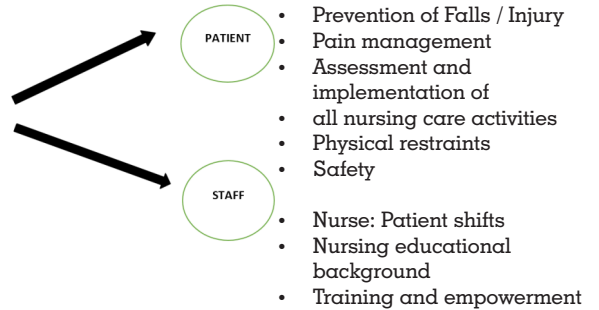 PATIENT
• Prevention of Falls / Injury
• Pain management
• Assessment and
implementation of
• all nursing care activities
• Physical restraints
• Safety
STAFF
• Nurse: Patient shifts
• Nursing educational
background
• Training and empowerment